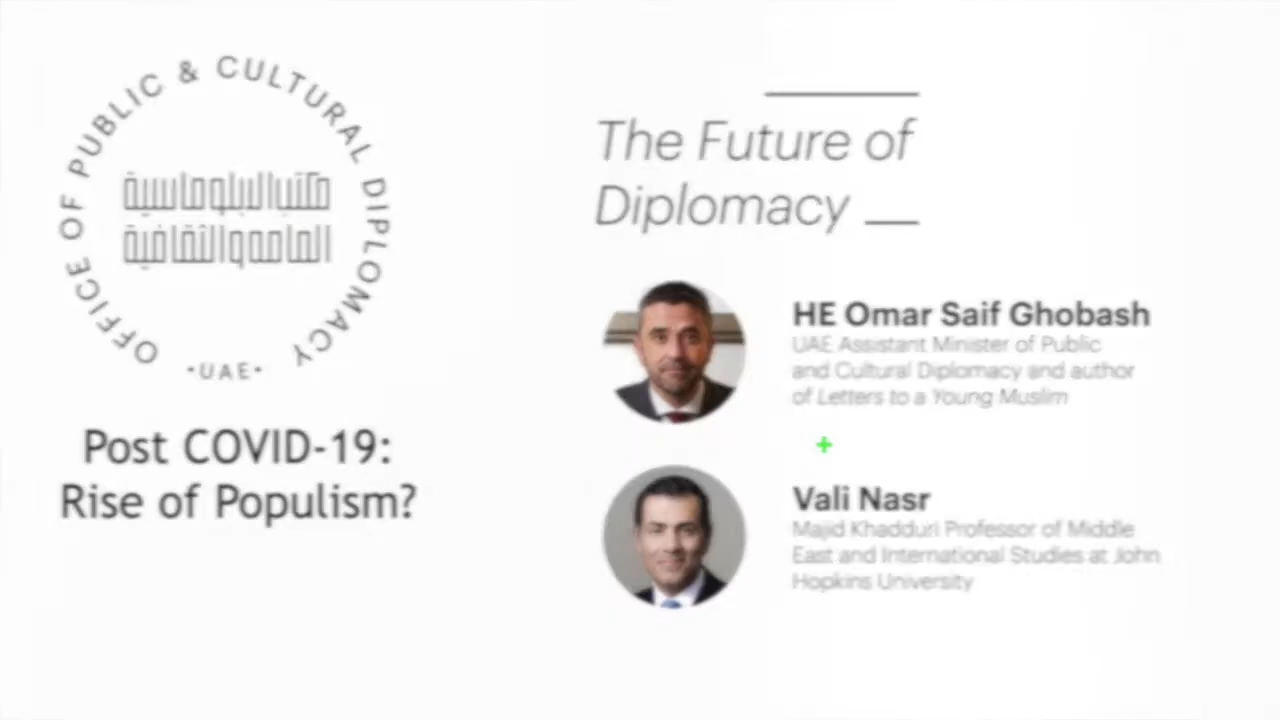 OFFICE OF PUBLIC & CULTURAL DIPLOMACY
مكتب الدبلوماسية
العامة والثقافية
•UAE•
Post COVID-19:
Rise of Populism?
The Future of
Diplomacy
HE Omar Saif Ghobash
UAE Assistant Minister of Public
and Cultural Diplomacy and author
of Letters to a Young Muslim
Vali Nasr
Majid Khadduri Professor of Middle
East and International Studies at John
Hopkins University